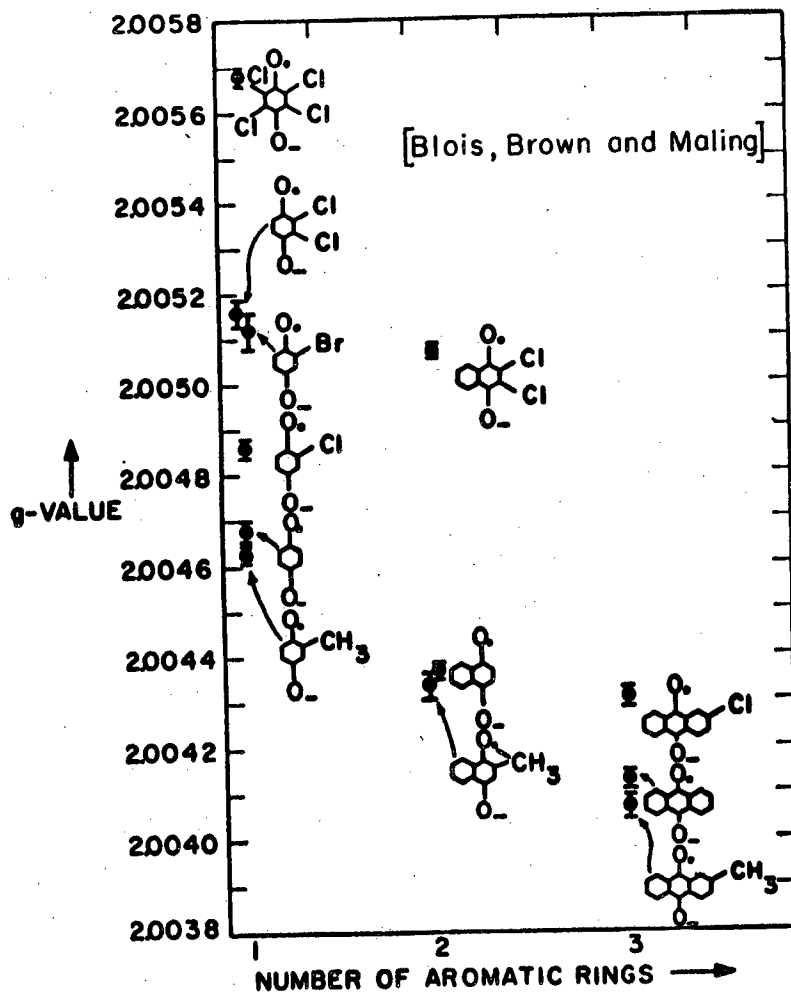 2.0058
2.0056
2.0054
2.0052
2.0050
2.0048
2.0046
2.0044
2.0042
2.0040
2.0038
g-VALUE
[Blois, Brown and Maling]
O.
Cl
Cl
Cl
Cl
O-
O.
Cl
Cl
O-
O.
Br
O-
O.
Cl
O-
O.
O-
O.
CH3
O-
O.
Cl
Cl
O-
O.
O-
O.
CH3
O-
O.
Cl
O-
O.
O-
O.
CH3
O-
1 2 3
NUMBER OF AROMATIC RINGS